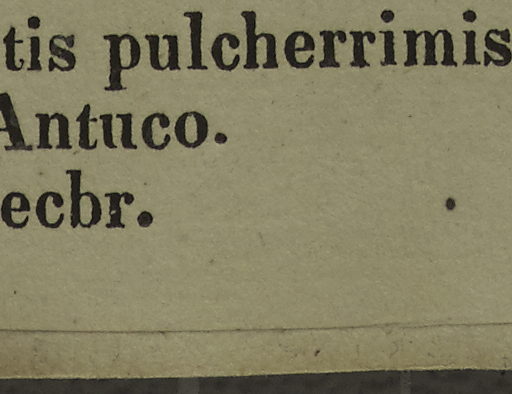 tis pulcherrimis
Antuco.
ecbr.